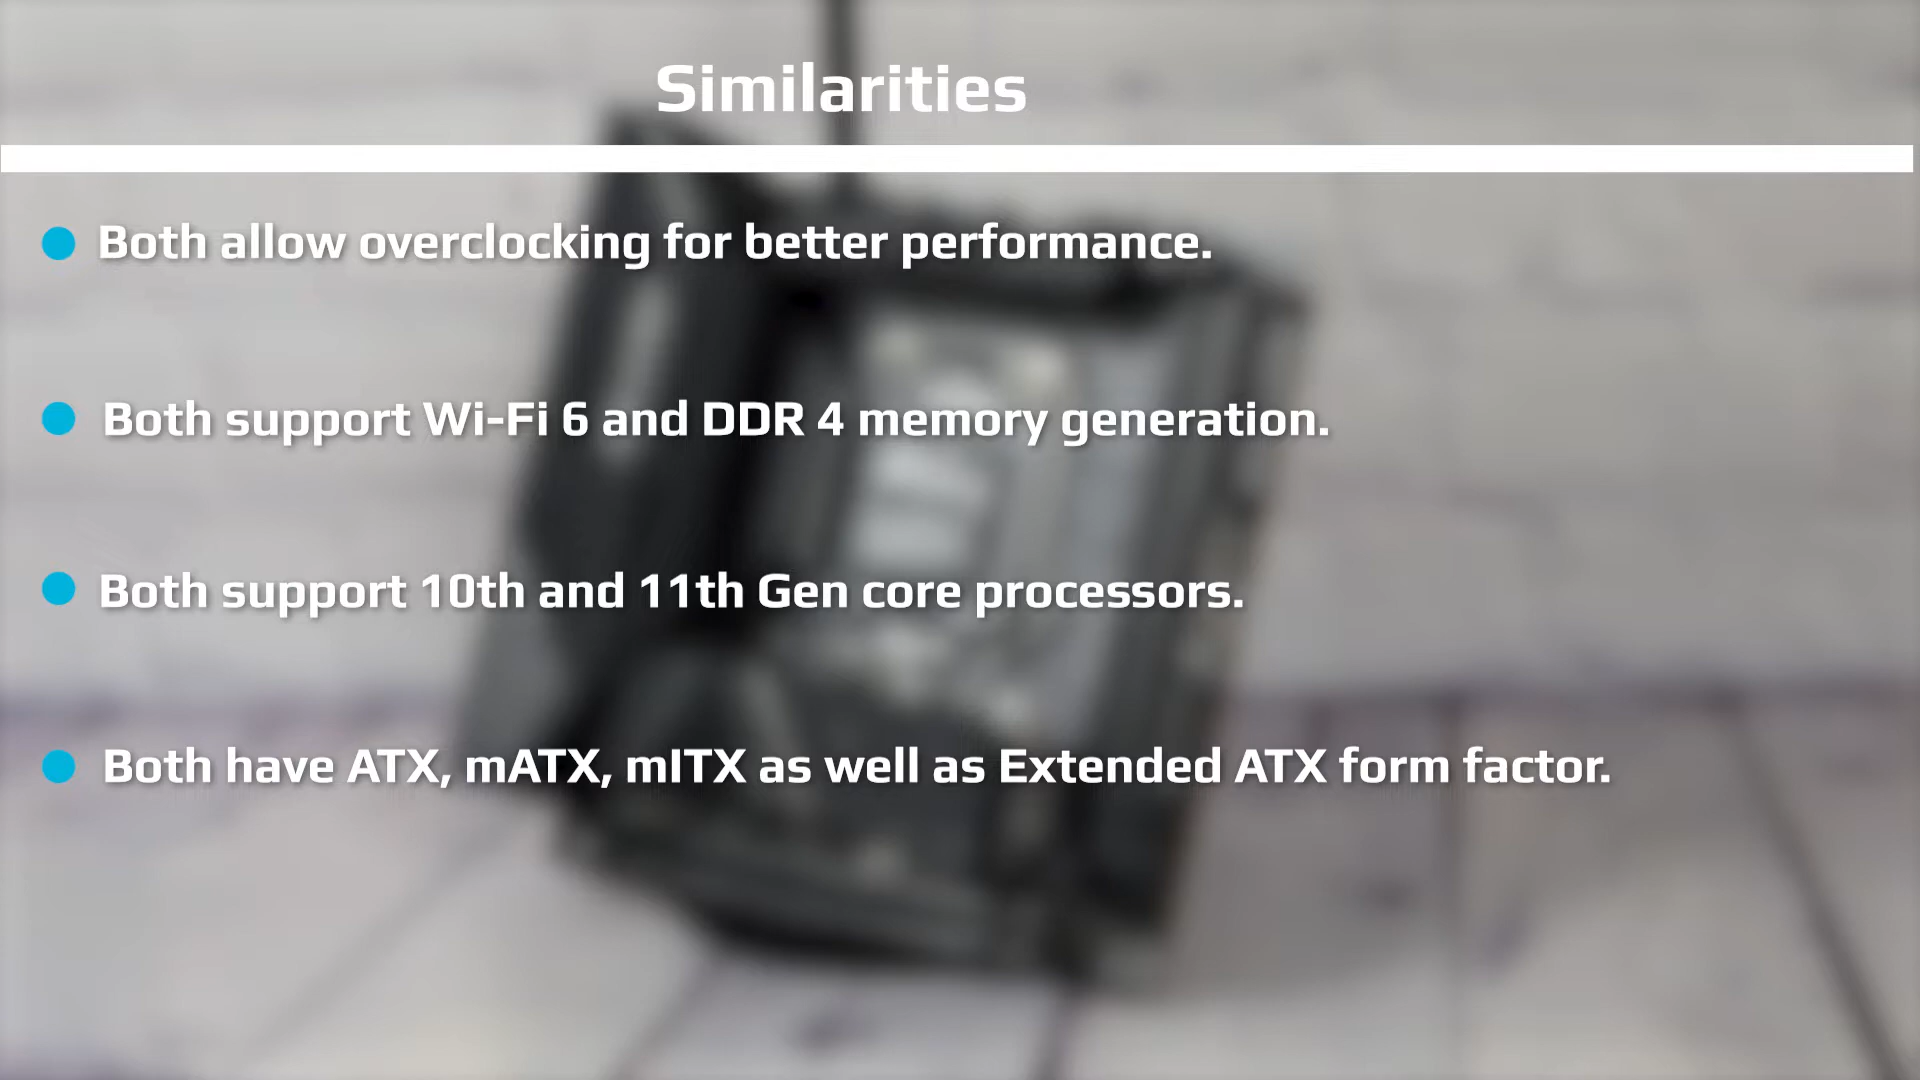 Similarities
Both allow overclocking for better performance.
Both support Wi-Fi 6 and DDR 4 memory generation.
Both support 10th and 11th Gen core processors.
Both have ATX, mATX, mITX as well as Extended ATX form factor.